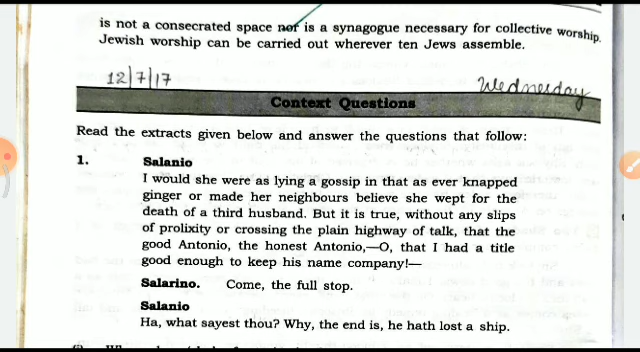 is not a consecrated space nor is a synagogue necessary for collective worship.
Jewish worship can be carried out wherever ten Jews assemble.
12/7/17 Wednesday
Context Questions
Read the extracts given below and answer the questions that follow:
1. Salanio
I would she were as lying a gossip in that as ever knapped
ginger or made her neighbours believe she wept for the
death of a third husband. But it is true, without any slips
of prolixity or crossing the plain highway of talk, that the
good Antonio, the honest Antonio,—O, that I had a title
good enough to keep his name company!—
Salarino. Come, the full stop.
Salanio
Ha, what sayest thou? Why, the end is, he hath lost a ship.